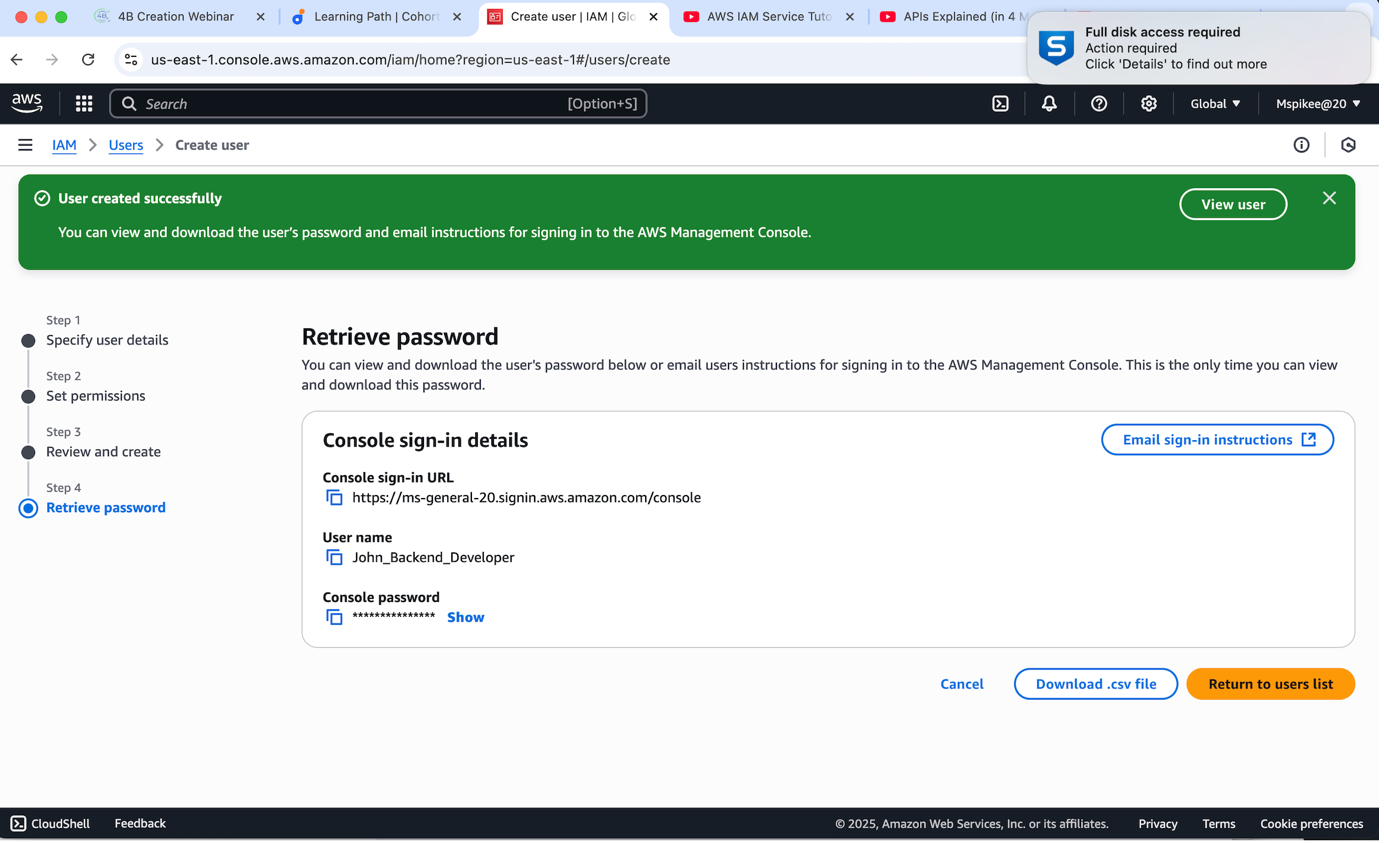 4B Creation Webinar
Learning Path | Cohort
Create user | IAM | Glo
AWS IAM Service Tuto
APIs Explained (in 4 M
Full disk access required
Action required
Click 'Details' to find out more
us-east-1.console.aws.amazon.com/iam/home?region=us-east-1#/users/create
aws
Search
[Option+S]
Global
Mspikee@20
IAM
Users
Create user
User created successfully
View user
You can view and download the user's password and email instructions for signing in to the AWS Management Console.
Step 1
Specify user details
Step 2
Set permissions
Step 3
Review and create
Step 4
Retrieve password
Retrieve password
You can view and download the user's password below or email users instructions for signing in to the AWS Management Console. This is the only time you can view
and download this password.
Console sign-in details
Email sign-in instructions
Console sign-in URL
https://ms-general-20.signin.aws.amazon.com/console
User name
John_Backend_Developer
Console password
*************** Show
Cancel
Download .csv file
Return to users list
CloudShell
Feedback
© 2025, Amazon Web Services, Inc. or its affiliates.
Privacy
Terms
Cookie preferences